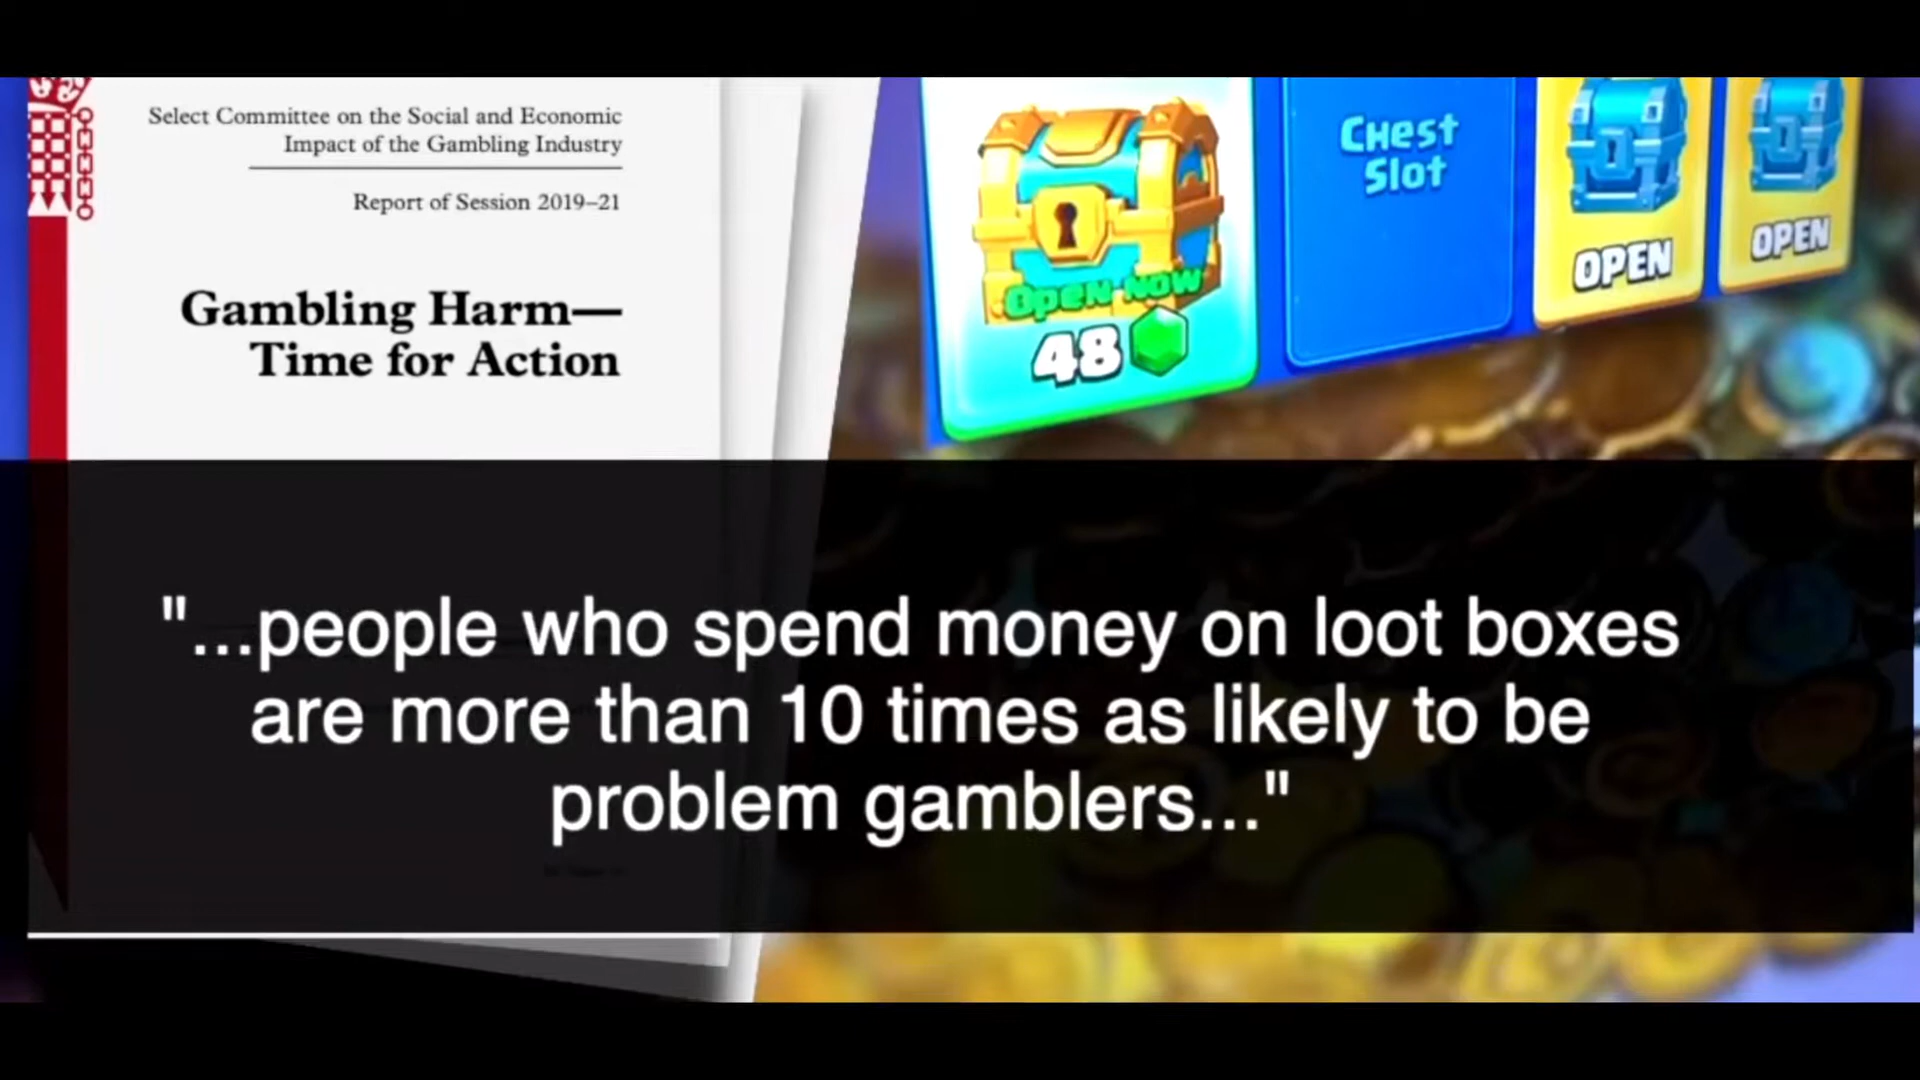 Select Committee on the Social and Economic
Impact of the Gambling Industry
Report of Session 2019–21
Gambling Harm—
Time for Action
Open Now
48
Chest
Slot
OPEN
OPEN
"...people who spend money on loot boxes
are more than 10 times as likely to be
problem gamblers..."